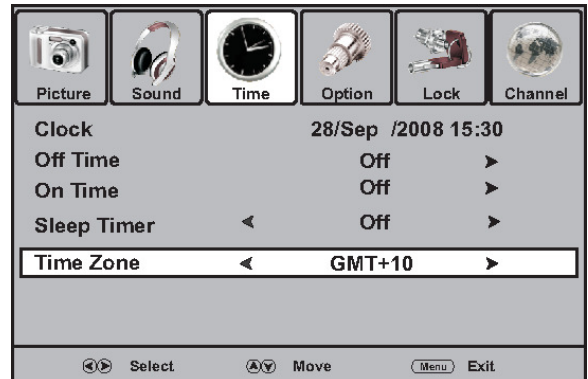 Picture Sound Time Option Lock Channel
Clock 28/Sep /2008 15:30
Off Time Off
On Time Off
Sleep Timer Off
Time Zone GMT+10
Select Move Menu Exit